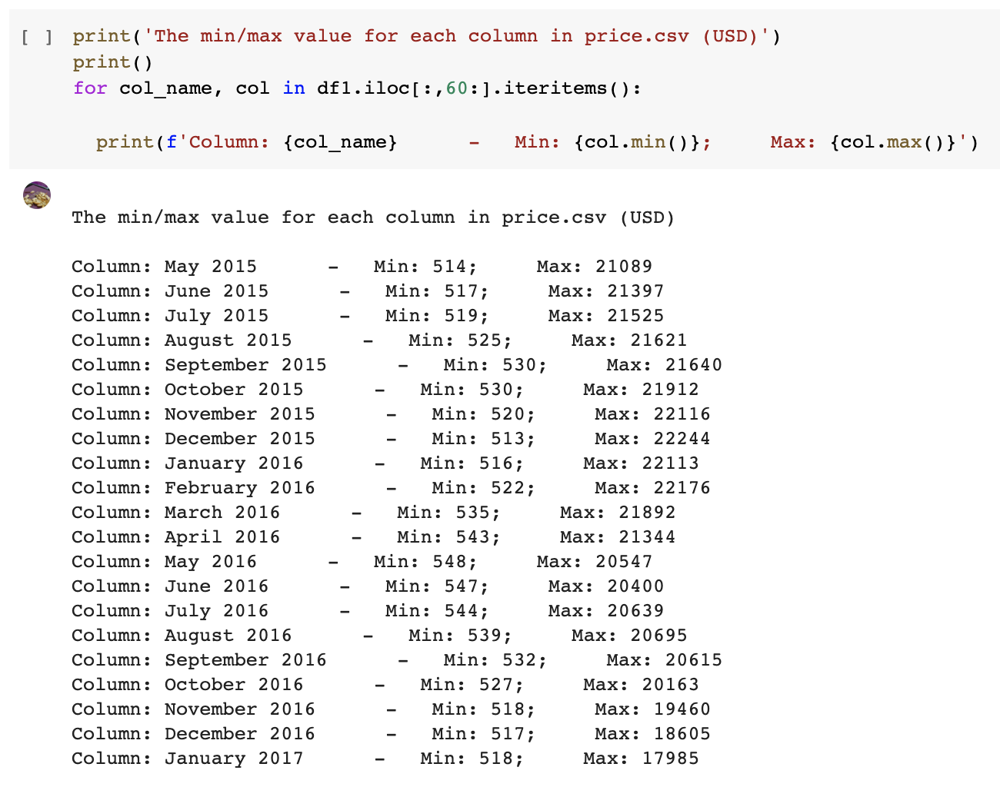 [ ] print('The min/max value for each column in price.csv (USD)')
print()
for col_name, col in df1.iloc[:,60:].iteritems():
print(f'Column: {col_name}      -   Min: {col.min()};     Max: {col.max()}')
The min/max value for each column in price.csv (USD)
Column: May 2015      -   Min: 514;     Max: 21089
Column: June 2015      -   Min: 517;     Max: 21397
Column: July 2015      -   Min: 519;     Max: 21525
Column: August 2015      -   Min: 525;     Max: 21621
Column: September 2015      -   Min: 530;     Max: 21640
Column: October 2015      -   Min: 530;     Max: 21912
Column: November 2015      -   Min: 520;     Max: 22116
Column: December 2015      -   Min: 513;     Max: 22244
Column: January 2016      -   Min: 516;     Max: 22113
Column: February 2016      -   Min: 522;     Max: 22176
Column: March 2016      -   Min: 535;     Max: 21892
Column: April 2016      -   Min: 543;     Max: 21344
Column: May 2016      -   Min: 548;     Max: 20547
Column: June 2016      -   Min: 547;     Max: 20400
Column: July 2016      -   Min: 544;     Max: 20639
Column: August 2016      -   Min: 539;     Max: 20695
Column: September 2016      -   Min: 532;     Max: 20615
Column: October 2016      -   Min: 527;     Max: 20163
Column: November 2016      -   Min: 518;     Max: 19460
Column: December 2016      -   Min: 517;     Max: 18605
Column: January 2017      -   Min: 518;     Max: 17985